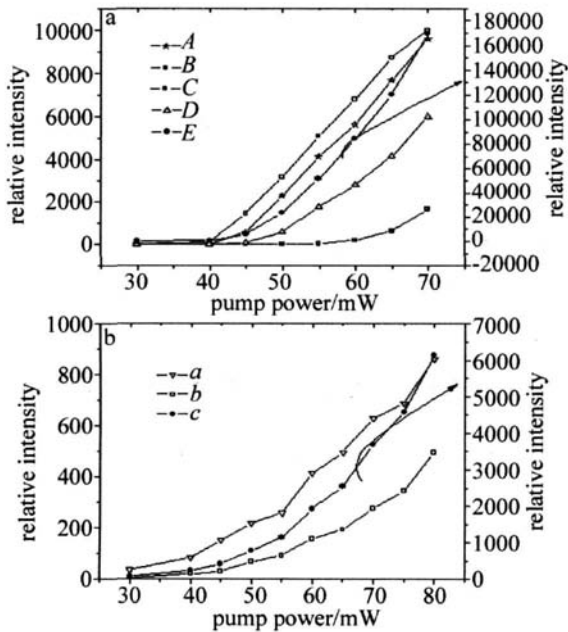 a
relative intensity
10000
8000
6000
4000
2000
0
A
B
C
D
E
180000
160000
140000
120000
100000
80000
60000
40000
20000
0
-20000
relative intensity
30 40 50 60 70
pump power/mW
b
relative intensity
1000
800
600
400
200
0
a
b
c
7000
6000
5000
4000
3000
2000
1000
0
relative intensity
30 40 50 60 70 80
pump power/mW